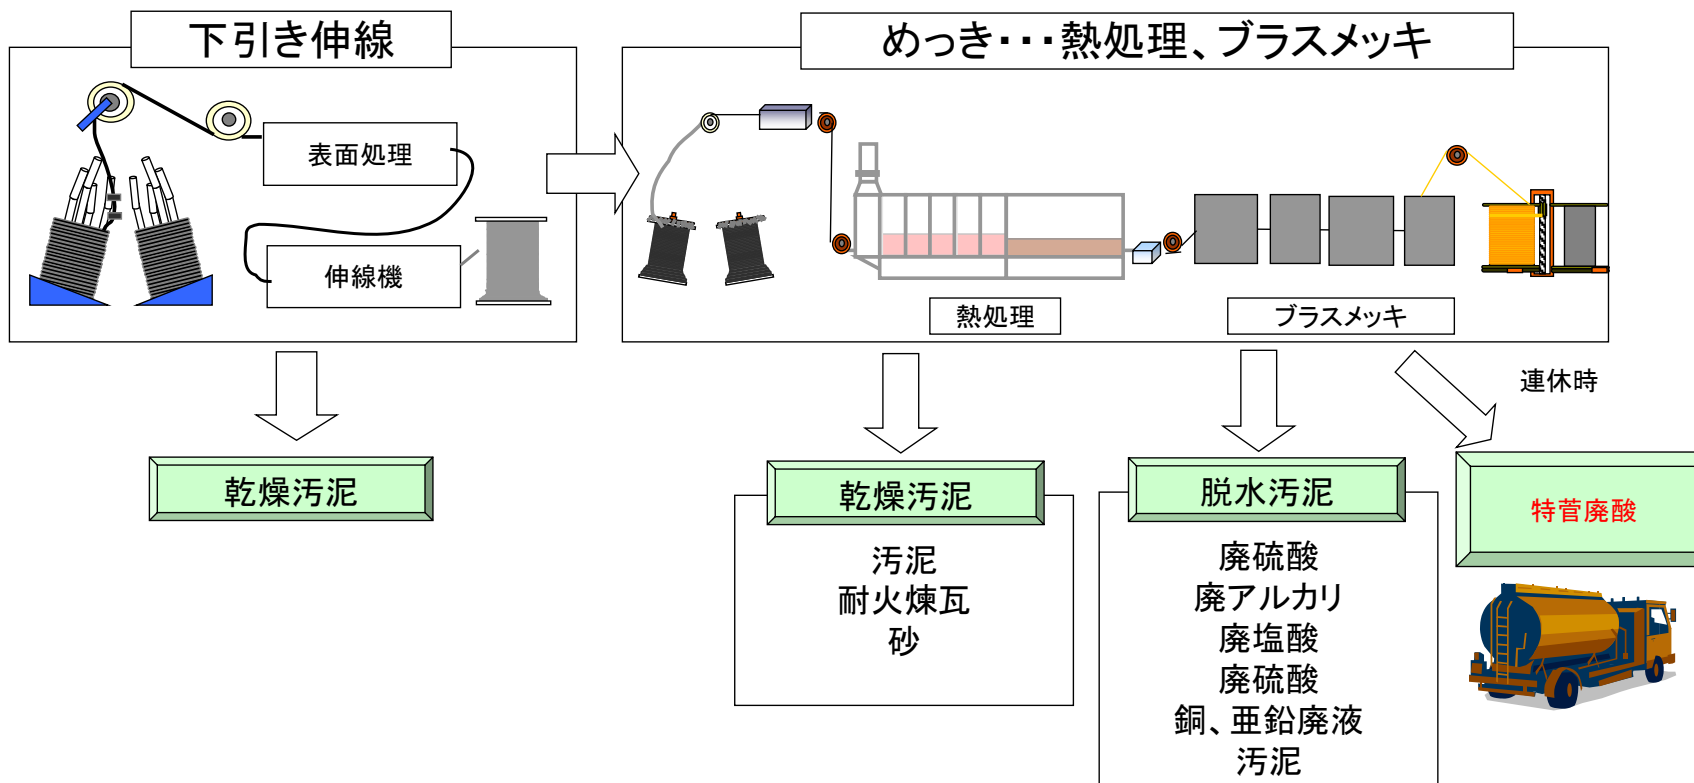 下引き伸線
めっき・・・熱処理、ブラスメッキ
表面処理
伸線機
熱処理
ブラスメッキ
連休時
乾燥汚泥
乾燥汚泥
汚泥
耐火煉瓦
砂
脱水汚泥
廃硫酸
廃アルカリ
廃塩酸
廃硫酸
銅、亜鉛廃液
汚泥
特菅廃酸